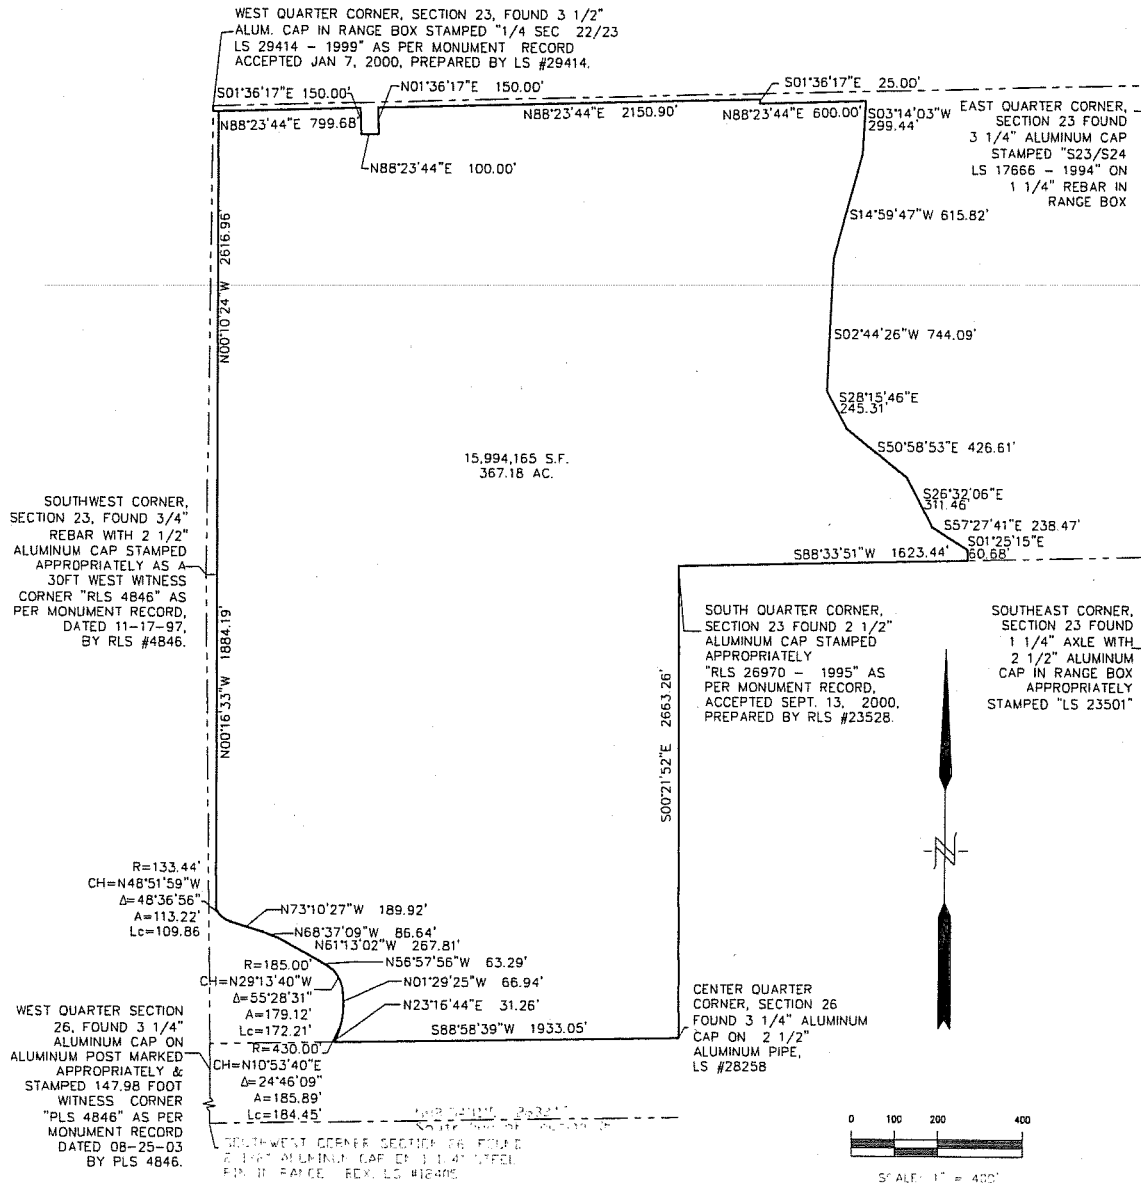 WEST QUARTER CORNER, SECTION 23, FOUND 3 1/2"
ALUM. CAP IN RANGE BOX STAMPED "1/4 SEC 22/23
LS 29414 - 1999" AS PER MONUMENT RECORD
ACCEPTED JAN 7, 2000, PREPARED BY LS #29414.
S01°36'17"E 150.00'
N01°36'17"E 150.00'
S01°36'17"E 25.00'
N88°23'44"E 799.68'
N88°23'44"E 2150.90'
N88°23'44"E 600.00'
S03°14'03"W
299.44'
N88°23'44"E 100.00'
EAST QUARTER CORNER,
SECTION 23 FOUND
3 1/4" ALUMINUM CAP
STAMPED "S23/S24
LS 17666 - 1994" ON
1 1/4" REBAR IN
RANGE BOX
S14°59'47"W 615.82'
N00°10'24"W 2616.96'
S02°44'26"W 744.09'
S28°15'46"E
245.31'
S50°58'53"E 426.61'
15,994,165 S.F.
367.18 AC.
S26°32'06"E
311.46'
S57°27'41"E 238.47'
S01°25'15"E
60.68'
S88°33'51"W 1623.44'
SOUTHWEST CORNER,
SECTION 23, FOUND 3/4"
REBAR WITH 2 1/2"
ALUMINUM CAP STAMPED
APPROPRIATELY AS A
30FT WEST WITNESS
CORNER "RLS 4846" AS
PER MONUMENT RECORD,
DATED 11-17-97,
BY RLS #4846.
N00°16'33"W 1884.19'
SOUTH QUARTER CORNER,
SECTION 23 FOUND 2 1/2"
ALUMINUM CAP STAMPED
APPROPRIATELY
"RLS 26970 - 1995" AS
PER MONUMENT RECORD,
ACCEPTED SEPT. 13, 2000,
PREPARED BY RLS #23528.
SOUTHEAST CORNER,
SECTION 23 FOUND
1 1/4" AXLE WITH
2 1/2" ALUMINUM
CAP IN RANGE BOX
APPROPRIATELY
STAMPED "LS 23501"
S00°21'52"E 2663.26'
N
R=133.44'
CH=N48°51'59"W
Δ=48°36'56"
A=113.22'
Lc=109.86
N73°10'27"W 189.92'
N68°37'09"W 86.64'
N61°13'02"W 267.81'
N56°57'56"W 63.29'
R=185.00'
CH=N29°13'40"W
Δ=55°28'31"
A=179.12'
Lc=172.21'
N01°29'25"W 66.94'
N23°16'44"E 31.26'
S88°58'39"W 1933.05'
R=430.00'
CH=N10°53'40"E
Δ=24°46'09"
A=185.89'
Lc=184.45'
WEST QUARTER SECTION
26, FOUND 3 1/4"
ALUMINUM CAP ON
ALUMINUM POST MARKED
APPROPRIATELY &
STAMPED 147.98 FOOT
WITNESS CORNER
"PLS 4846" AS PER
MONUMENT RECORD
DATED 08-25-03
BY PLS 4846.
CENTER QUARTER
CORNER, SECTION 26
FOUND 3 1/4" ALUMINUM
CAP ON 2 1/2"
ALUMINUM PIPE,
LS #28258
SOUTHWEST CORNER SECTION 26 FOUND
ALUMINUM CAP ON 1 1/4" STEEL
PIN IN RANGE BOX, LS
0 100 200 400
SCALE: 1" = 400'